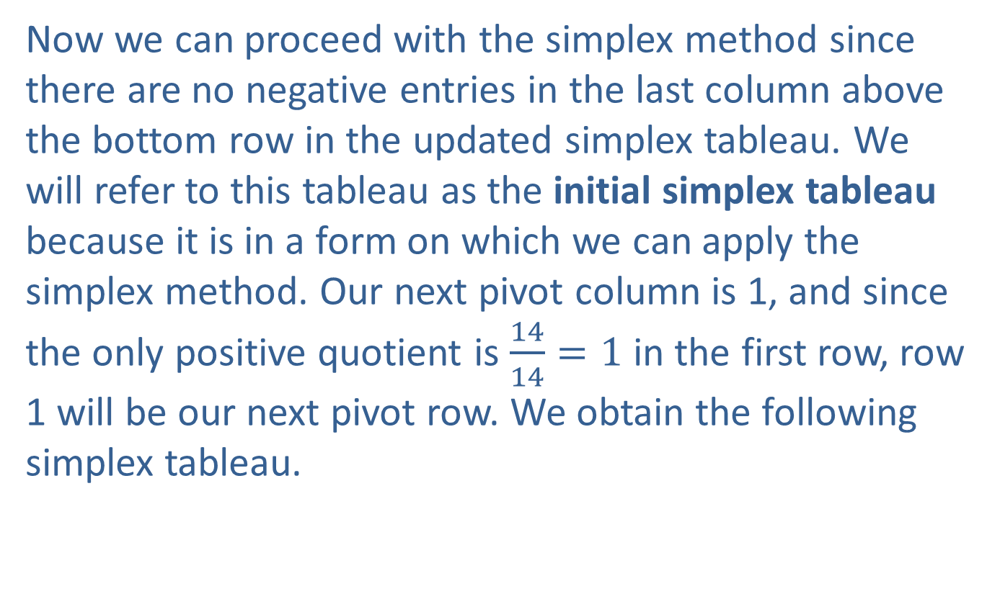 Now we can proceed with the simplex method since
there are no negative entries in the last column above
the bottom row in the updated simplex tableau. We
will refer to this tableau as the initial simplex tableau
because it is in a form on which we can apply the
simplex method. Our next pivot column is 1, and since
the only positive quotient is 14/14 = 1 in the first row, row
1 will be our next pivot row. We obtain the following
simplex tableau.